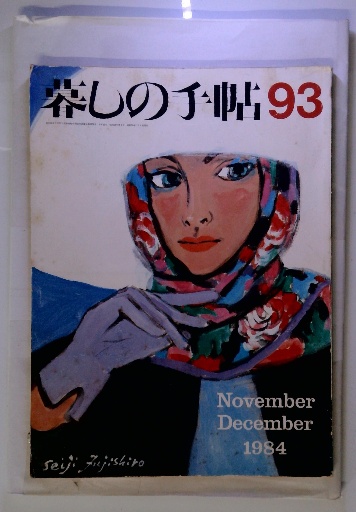 暮しの手帖 93
November
December
1984
Seiji Fujishiro